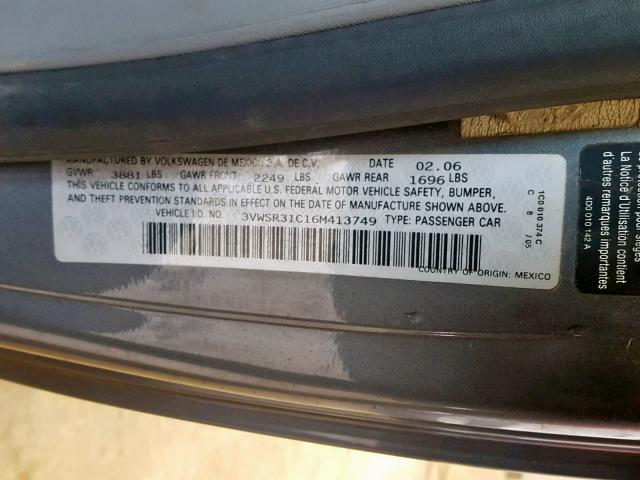 MANUFACTURED BY VOLKSWAGEN DE MEXICO S.A. DE C.V. DATE 02.06
GVWR 3881 LBS GAWR FRONT 2249 LBS GAWR REAR 1696 LBS
THIS VEHICLE CONFORMS TO ALL APPLICABLE U.S. FEDERAL MOTOR VEHICLE SAFETY, BUMPER,
AND THEFT PREVENTION STANDARDS IN EFFECT ON THE DATE OF MANUFACTURE SHOWN ABOVE.
VEHICLE I.D. NO. 3VWSR31C16M413749 TYPE: PASSENGER CAR
COUNTRY OF ORIGIN: MEXICO
1C0 010 374 C
C 8 /05
4D0 010 142 A
La Notice d'Utilisation content
d'autres remarques importantes